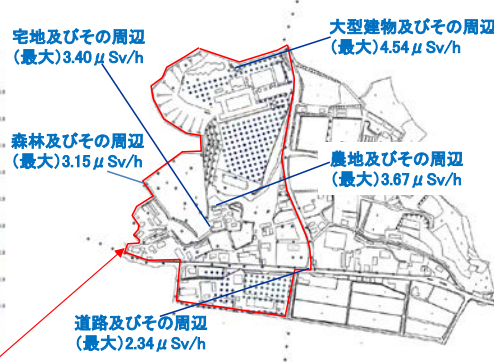 宅地及びその周辺
(最大)3.40μSv/h
大型建物及びその周辺
(最大)4.54μSv/h
森林及びその周辺
(最大)3.15μSv/h
農地及びその周辺
(最大)3.67μSv/h
道路及びその周辺
(最大)2.34μSv/h